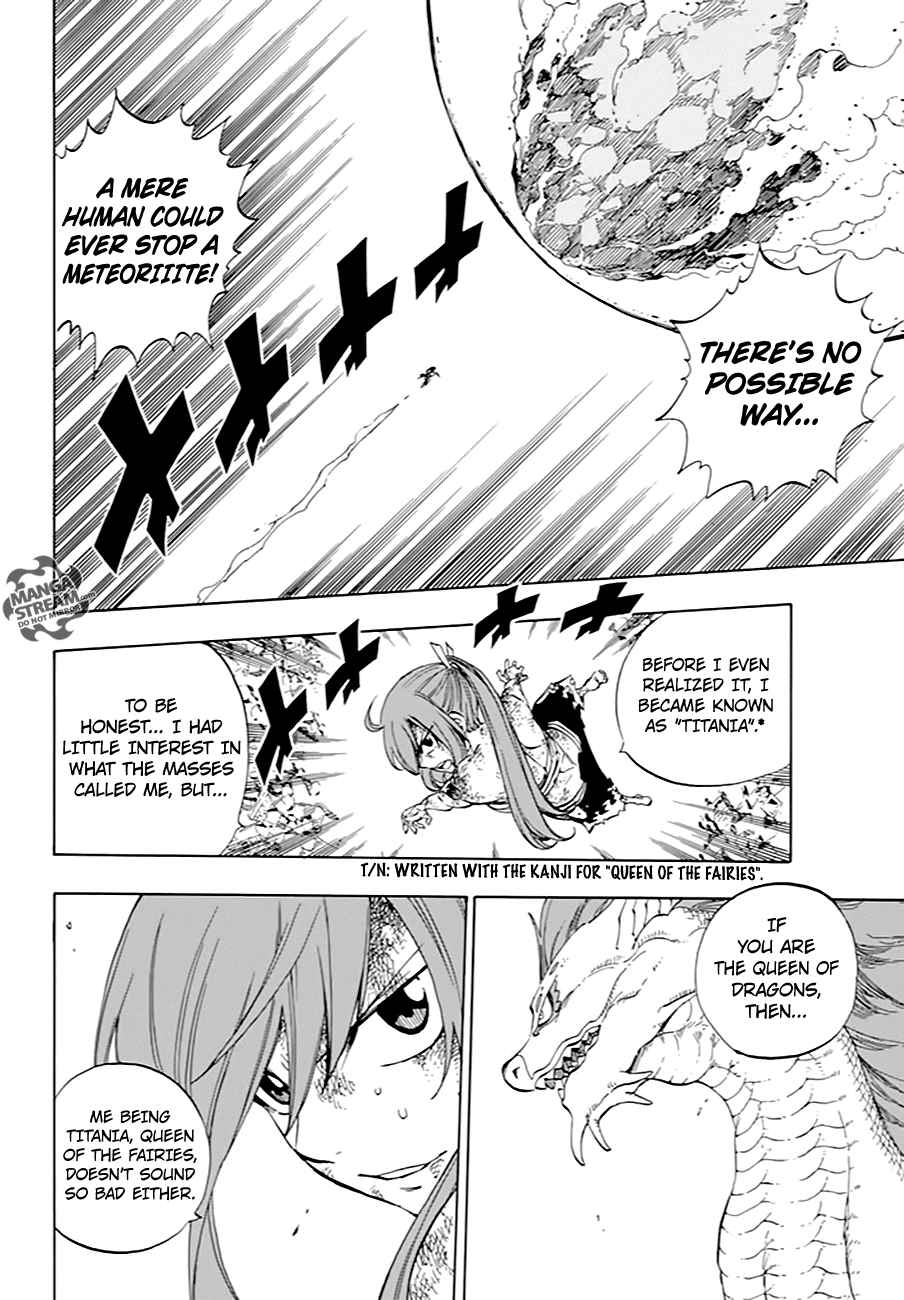 THERE'S NO
POSSIBLE
WAY...
A MERE
HUMAN COULD
EVER STOP A
METEORIIITE!
MANGA
STREAM.com
DO NOT MIRROR
BEFORE I EVEN
REALIZED IT, I
BECAME KNOWN
AS "TITANIA".*
TO BE
HONEST... I HAD
LITTLE INTEREST IN
WHAT THE MASSES
CALLED ME, BUT...
T/N: WRITTEN WITH THE KANJI FOR "QUEEN OF THE FAIRIES".
IF
YOU ARE
THE QUEEN OF
DRAGONS,
THEN...
ME BEING
TITANIA, QUEEN
OF THE FAIRIES,
DOESN'T SOUND
SO BAD EITHER.